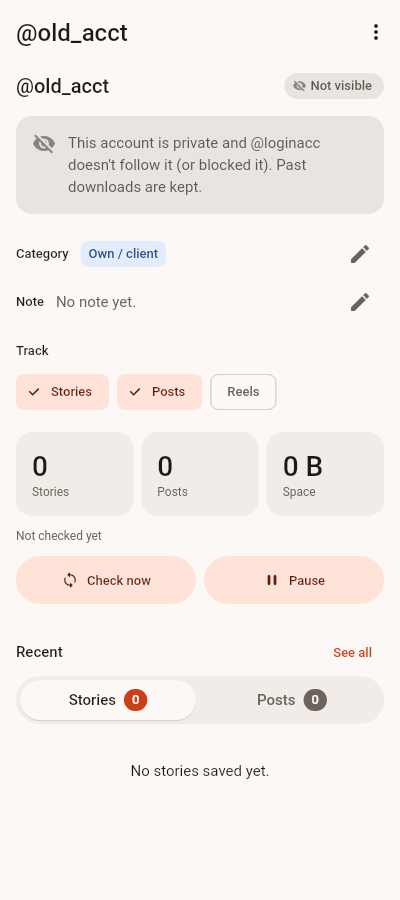 @old_acct
@old_acct
Not visible
This account is private and @loginacc
doesn't follow it (or blocked it). Past
downloads are kept.
Category Own / client
Note No note yet.
Track
Stories Posts Reels
0 0 0 B
Stories Posts Space
Not checked yet
Check now Pause
Recent See all
Stories 0 Posts 0
No stories saved yet.